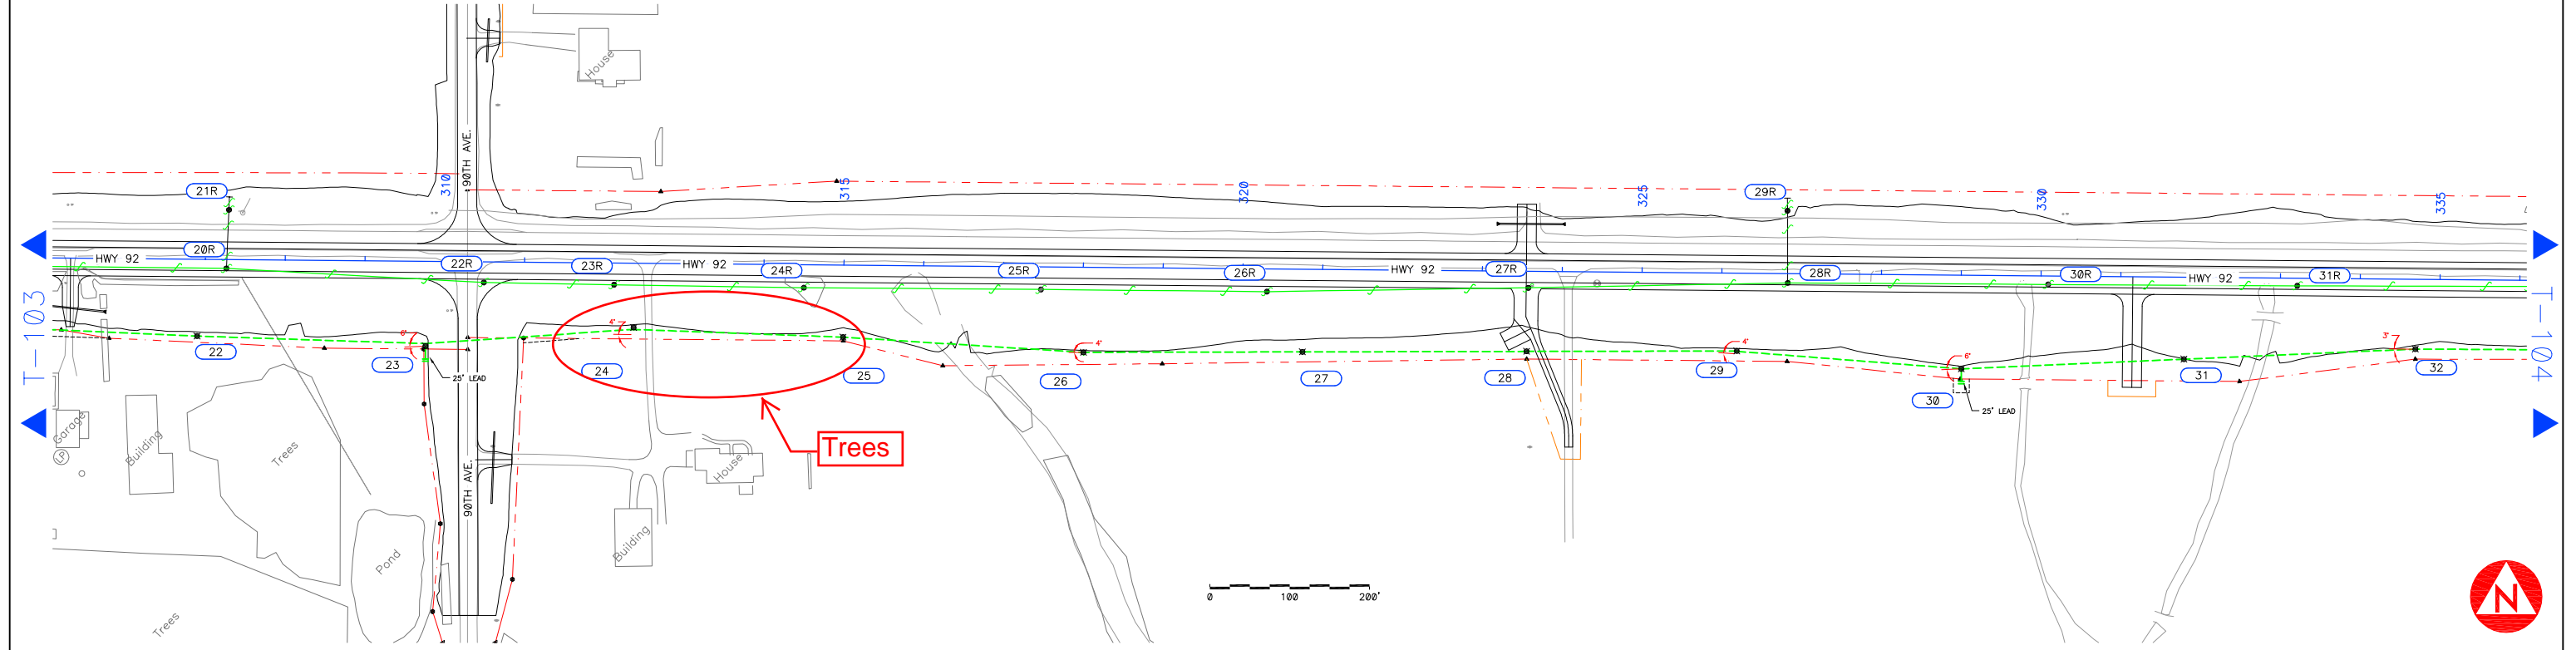 House
90TH AVE.
310
315
320
325
330
335
21R
29R
20R
HWY 92
22R
23R
HWY 92
24R
25R
26R
HWY 92
27R
28R
30R
HWY 92
31R
T-103
T-104
22
6'
23
25' LEAD
4'
24
25
4'
26
27
28
4'
29
6'
30
25' LEAD
31
3'
32
Trees
Garage
LP
Building
Trees
90TH AVE.
House
Building
Pond
Trees
0 100 200'
N